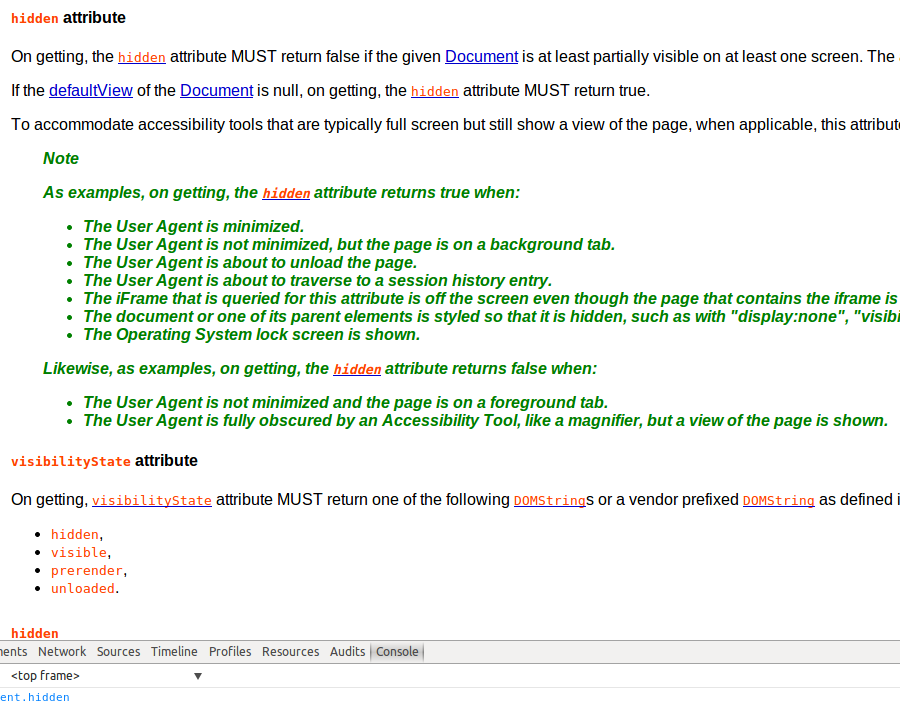 hidden attribute
On getting, the hidden attribute MUST return false if the given Document is at least partially visible on at least one screen. The
If the defaultView of the Document is null, on getting, the hidden attribute MUST return true.
To accommodate accessibility tools that are typically full screen but still show a view of the page, when applicable, this attribut
Note
As examples, on getting, the hidden attribute returns true when:
• The User Agent is minimized.
• The User Agent is not minimized, but the page is on a background tab.
• The User Agent is about to unload the page.
• The User Agent is about to traverse to a session history entry.
• The iFrame that is queried for this attribute is off the screen even though the page that contains the iframe is
• The document or one of its parent elements is styled so that it is hidden, such as with "display:none", "visibi
• The Operating System lock screen is shown.
Likewise, as examples, on getting, the hidden attribute returns false when:
• The User Agent is not minimized and the page is on a foreground tab.
• The User Agent is fully obscured by an Accessibility Tool, like a magnifier, but a view of the page is shown.
visibilityState attribute
On getting, visibilityState attribute MUST return one of the following DOMStrings or a vendor prefixed DOMString as defined i
• hidden,
• visible,
• prerender,
• unloaded.
hidden
nents Network Sources Timeline Profiles Resources Audits Console
<top frame> ▼
ent.hidden